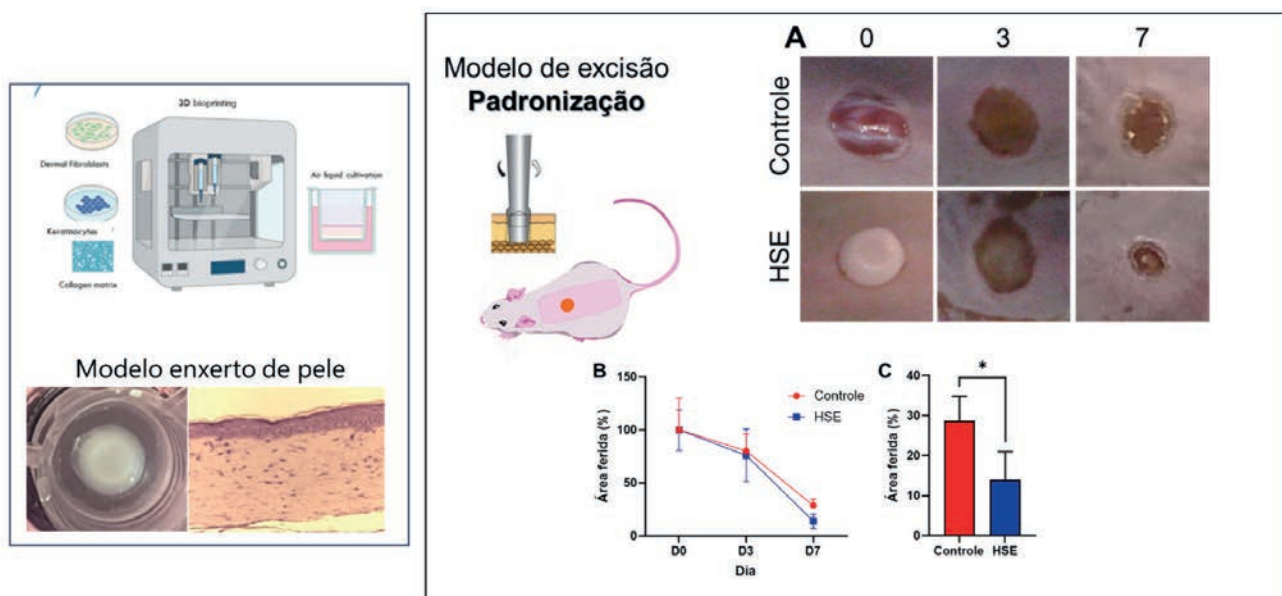 3D bioprinting
Dermal Fibroblasts
Air liquid cultivation
Keratinocytes
Collagen matrix
Modelo enxerto de pele
Modelo de excisão
Padronização
A
0 3 7
Controle
HSE
B
Área ferida (%)
150
100
50
0
D0 D3 D7
Dia
Controle
HSE
C
Área ferida (%)
40
30
20
10
0
*
Controle HSE